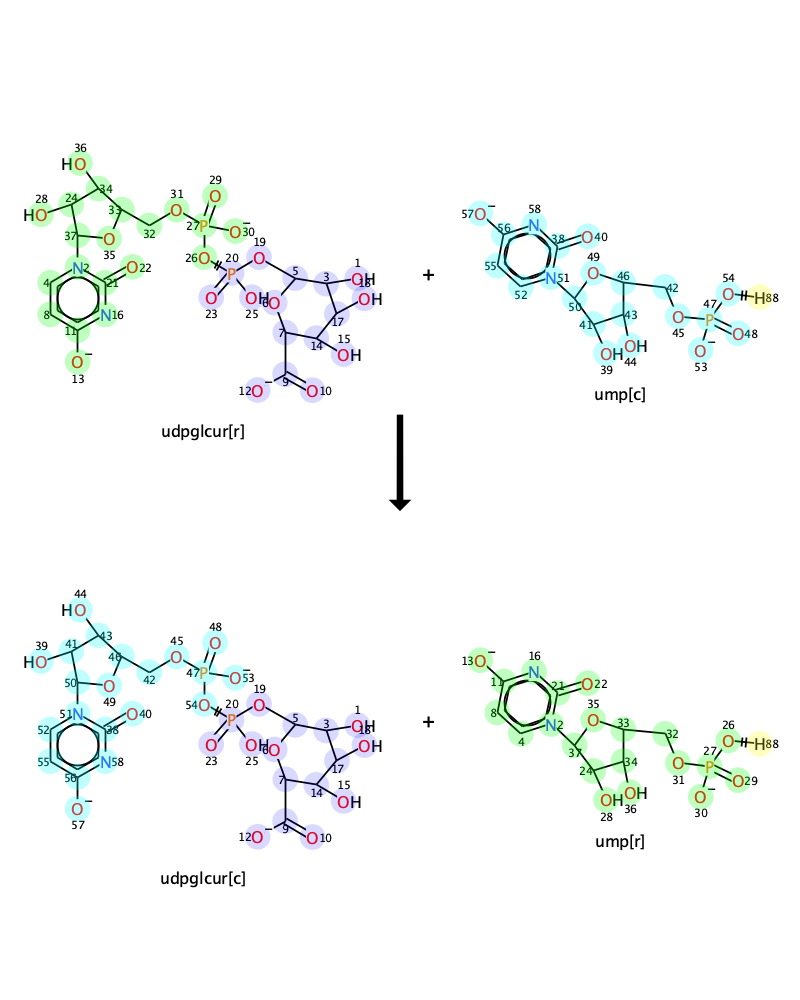 36
HO
29
28 24 34 31
HO 33 O O
37 O 32 27 P O 30
35
26 O 20 19
N 2 O 22 P O 5 3 1
4 21 OH
O O H O 6 18
23 25 OH
8 N 16 17
11 7 14 15
O OH
13
9
12 O O 10
udpglcur[r]
+
57 O 58
56 N
38 O 40
55 49
N 51 O 46
52 42 54
50 O H 88
41 43 O 47
45 P O 48
OH OH O
39 44 53
ump[c]
44
HO
48
39 41 43 45
HO 46 O O
50 O 42 47 P O 53
49
54 O 20 19
N 51 O 40 P O 5 3 1
52 38 OH
O O H O 6 18
23 25 OH
55 N 58 17
56 7 14 15
O OH
57
9
12 O O 10
udpglcur[c]
+
13 O 16
11 N
21 O 22
8 35
N 2 O 33
4 32 26
37 O H 88
24 34 O 27
31 P O 29
OH OH O
28 36 30
ump[r]